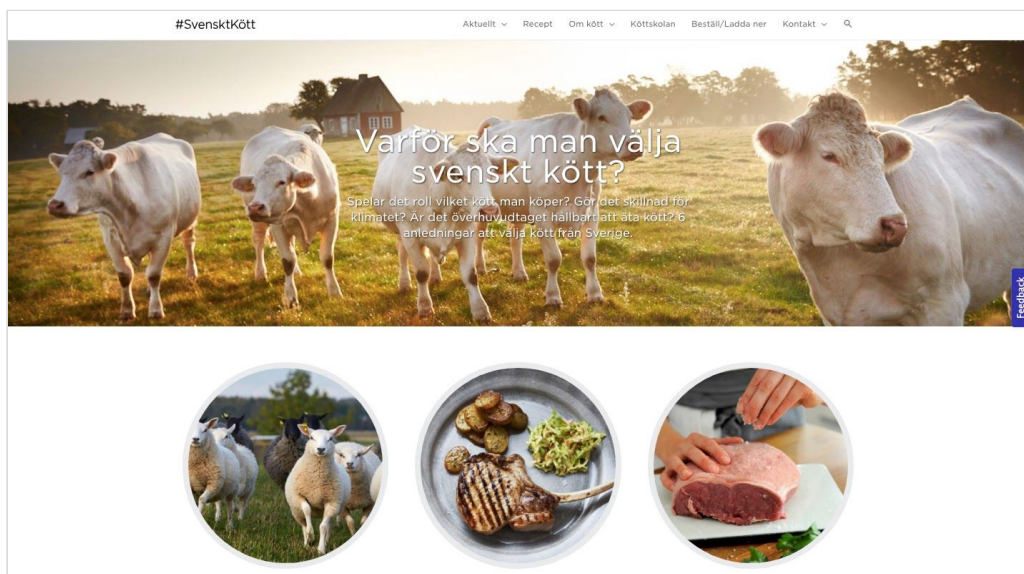 #SvensktKött
Aktuellt Recept Om kött Köttskolan Beställ/Ladda ner Kontakt
Varför ska man välja
svenskt kött?
Spelar det roll vilket kött man köper? Gör det skillnad för
klimatet? Är det överhuvudtaget hållbart att äta kött? 6
anledningar att välja kött från Sverige.
Feedback